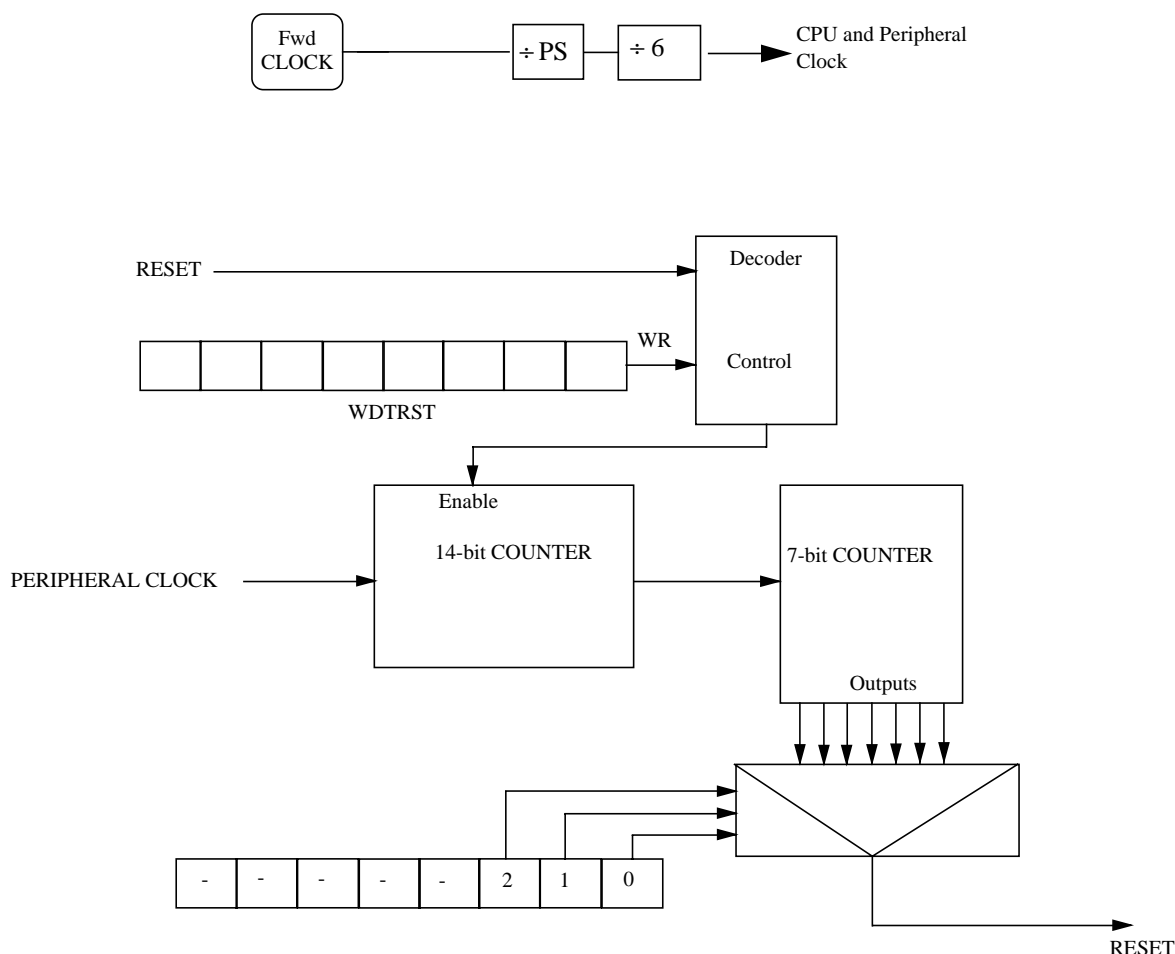 Fwd
CLOCK
÷ PS
÷ 6
CPU and Peripheral
Clock
RESET
Decoder
WR
Control
WDTRST
Enable
14-bit COUNTER
7-bit COUNTER
PERIPHERAL CLOCK
Outputs
- - - - - 2 1 0
RESET